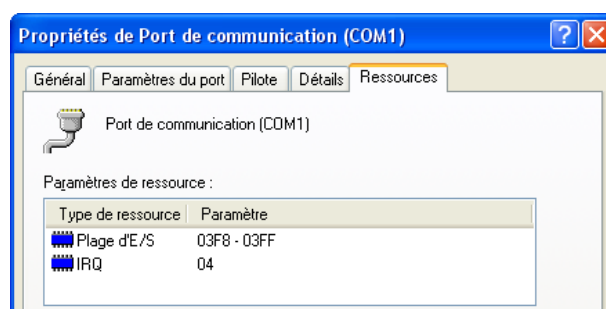 Propriétés de Port de communication (COM1)
Général Paramètres du port Pilote Détails Ressources
Port de communication (COM1)
Paramètres de ressource :
Type de ressource Paramètre
Plage d'E/S 03F8 - 03FF
IRQ 04